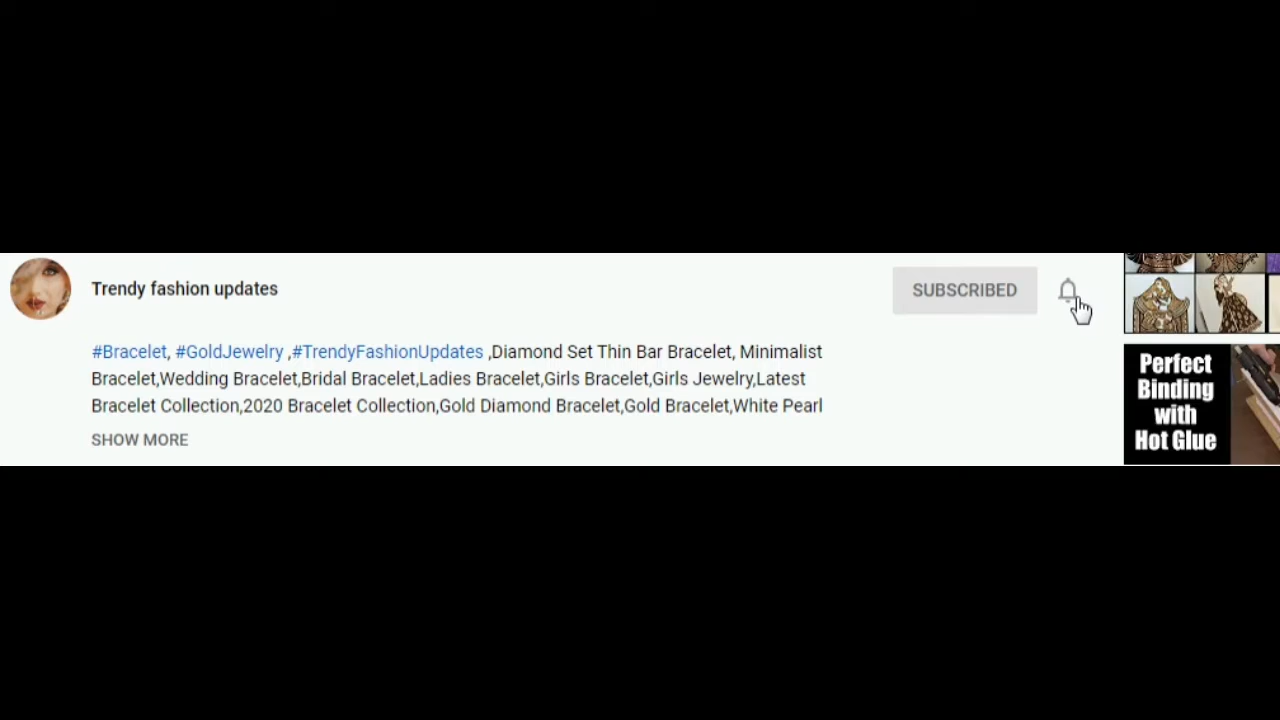 Trendy fashion updates
SUBSCRIBED
#Bracelet, #GoldJewelry ,#TrendyFashionUpdates ,Diamond Set Thin Bar Bracelet, Minimalist
Bracelet,Wedding Bracelet,Bridal Bracelet,Ladies Bracelet,Girls Bracelet,Girls Jewelry,Latest
Bracelet Collection,2020 Bracelet Collection,Gold Diamond Bracelet,Gold Bracelet,White Pearl
SHOW MORE
Perfect
Binding
with
Hot Glue